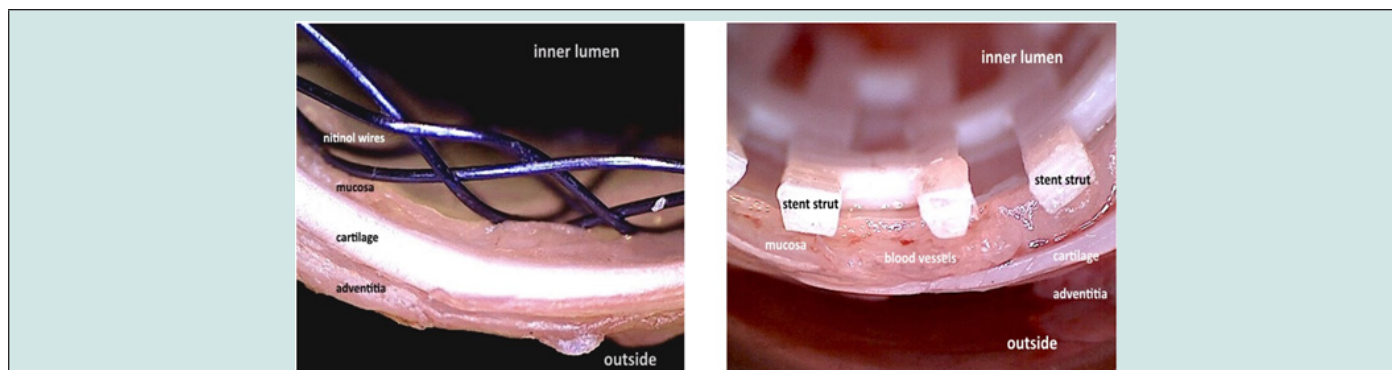 inner lumen
nitinol wires
mucosa
cartilage
adventitia
outside
inner lumen
stent strut
stent strut
mucosa
blood vessels
cartilage
adventitia
outside